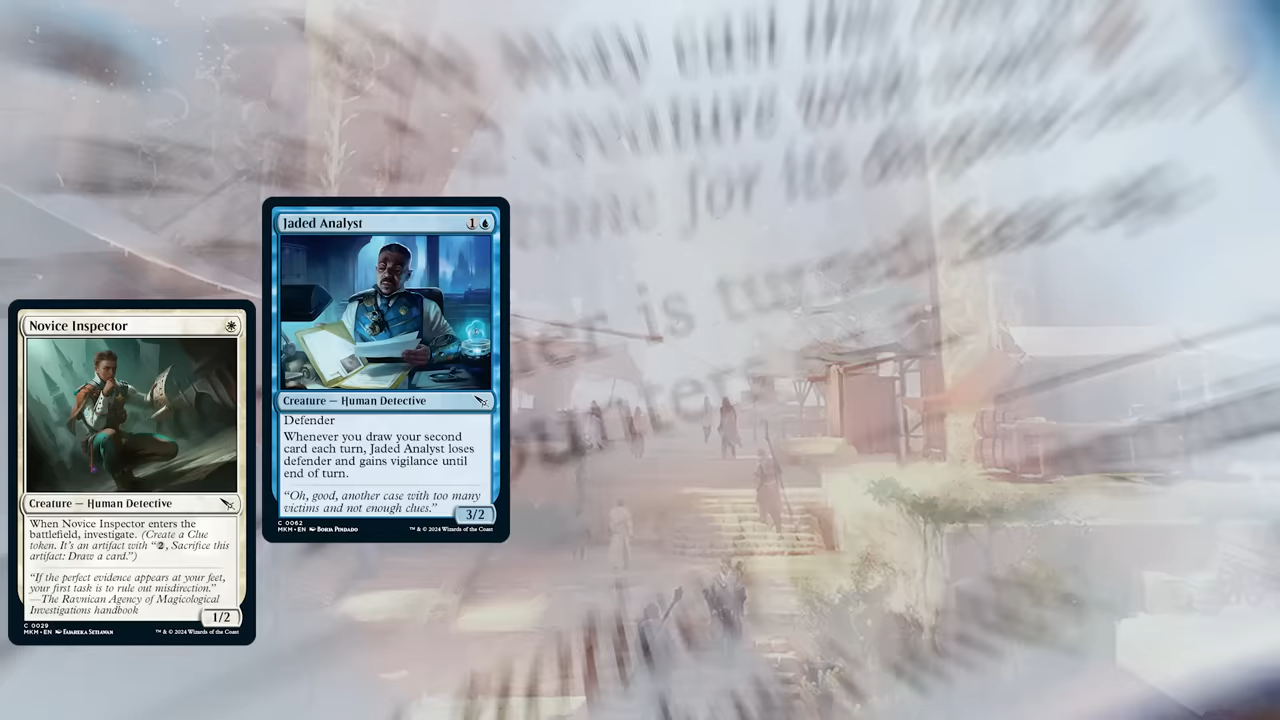 Novice Inspector
Creature — Human Detective
When Novice Inspector enters the
battlefield, investigate. (Create a Clue
token. It's an artifact with “2, Sacrifice this
artifact: Draw a card.”)
“If the perfect evidence appears at your feet,
your first task is to rule out misdirection.”
—The Ravnican Agency of Magicological
Investigations handbook
1/2
C 0029
MKM • EN Fajareka Setiawan
™ & © 2024 Wizards of the Coast
Jaded Analyst
1
Creature — Human Detective
Defender
Whenever you draw your second
card each turn, Jaded Analyst loses
defender and gains vigilance until
end of turn.
“Oh, good, another case with too many
victims and not enough clues.”
3/2
C 0062
MKM • EN Borja Pindado
™ & © 2024 Wizards of the Coast
for its
is